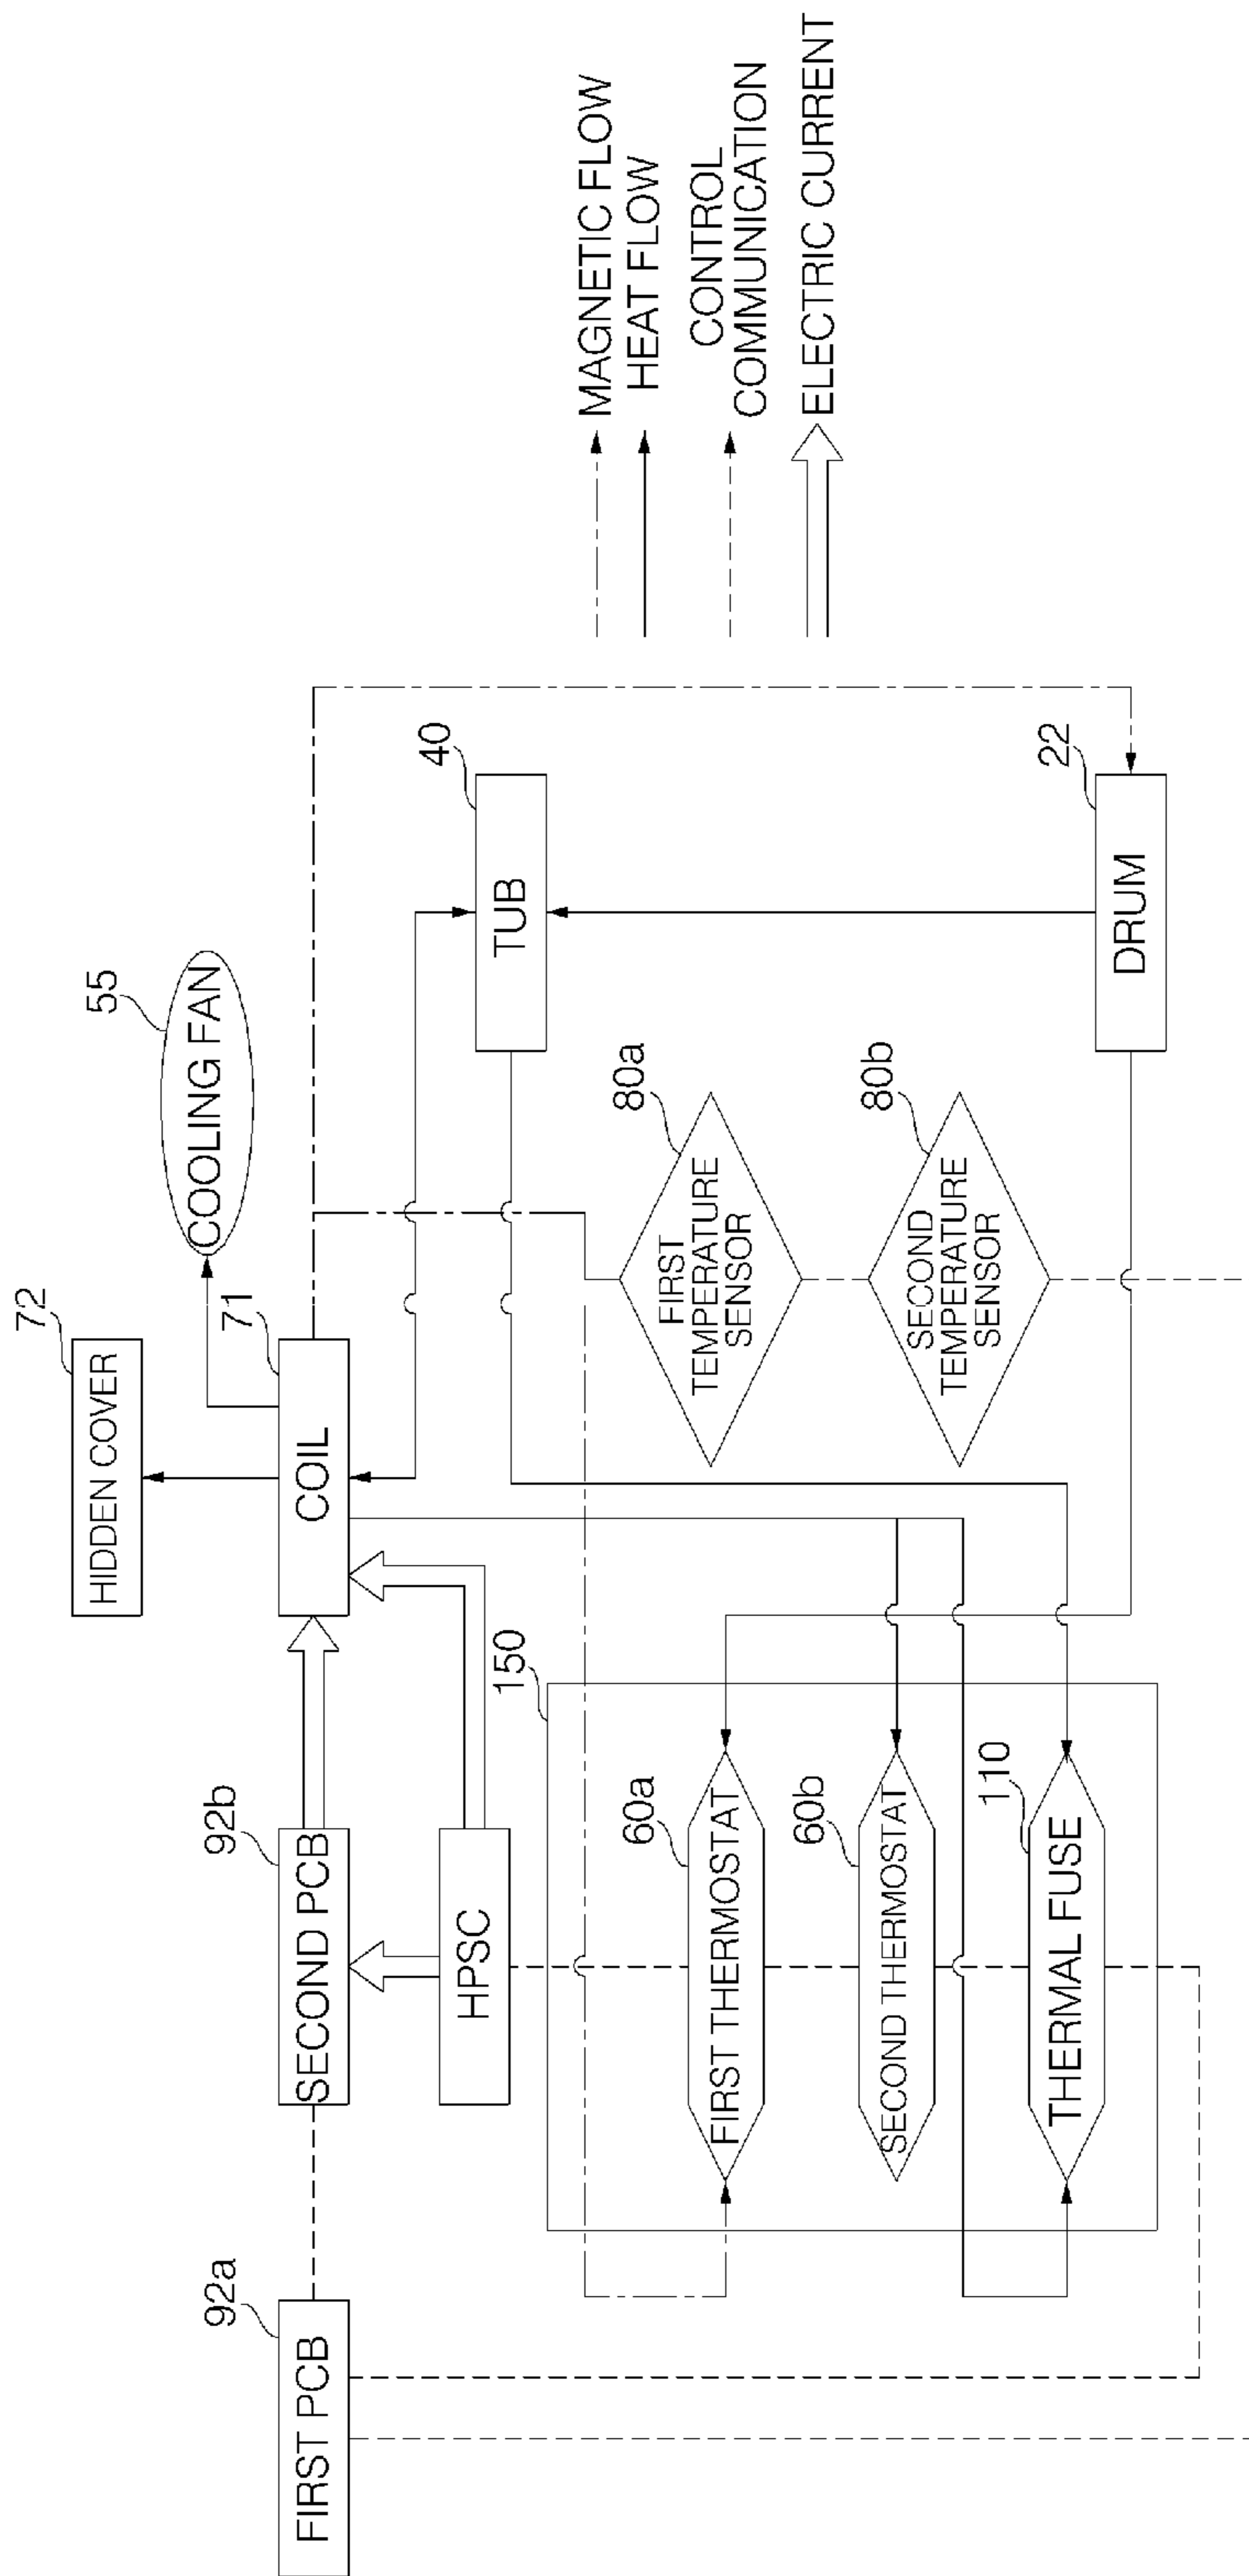 72
HIDDEN COVER
55
COOLING FAN
92a
FIRST PCB
92b
SECOND PCB
71
COIL
HPSC
40
TUB
150
60a
FIRST THERMOSTAT
80a
FIRST
TEMPERATURE
SENSOR
60b
SECOND THERMOSTAT
80b
SECOND
TEMPERATURE
SENSOR
110
THERMAL FUSE
22
DRUM
MAGNETIC FLOW
HEAT FLOW
CONTROL
COMMUNICATION
ELECTRIC CURRENT